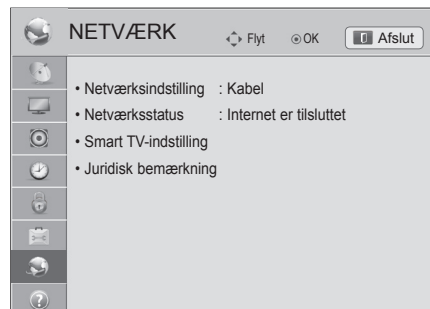 NETVÆRK Flyt OK Afslut
• Netværksindstilling : Kabel
• Netværksstatus : Internet er tilsluttet
• Smart TV-indstilling
• Juridisk bemærkning